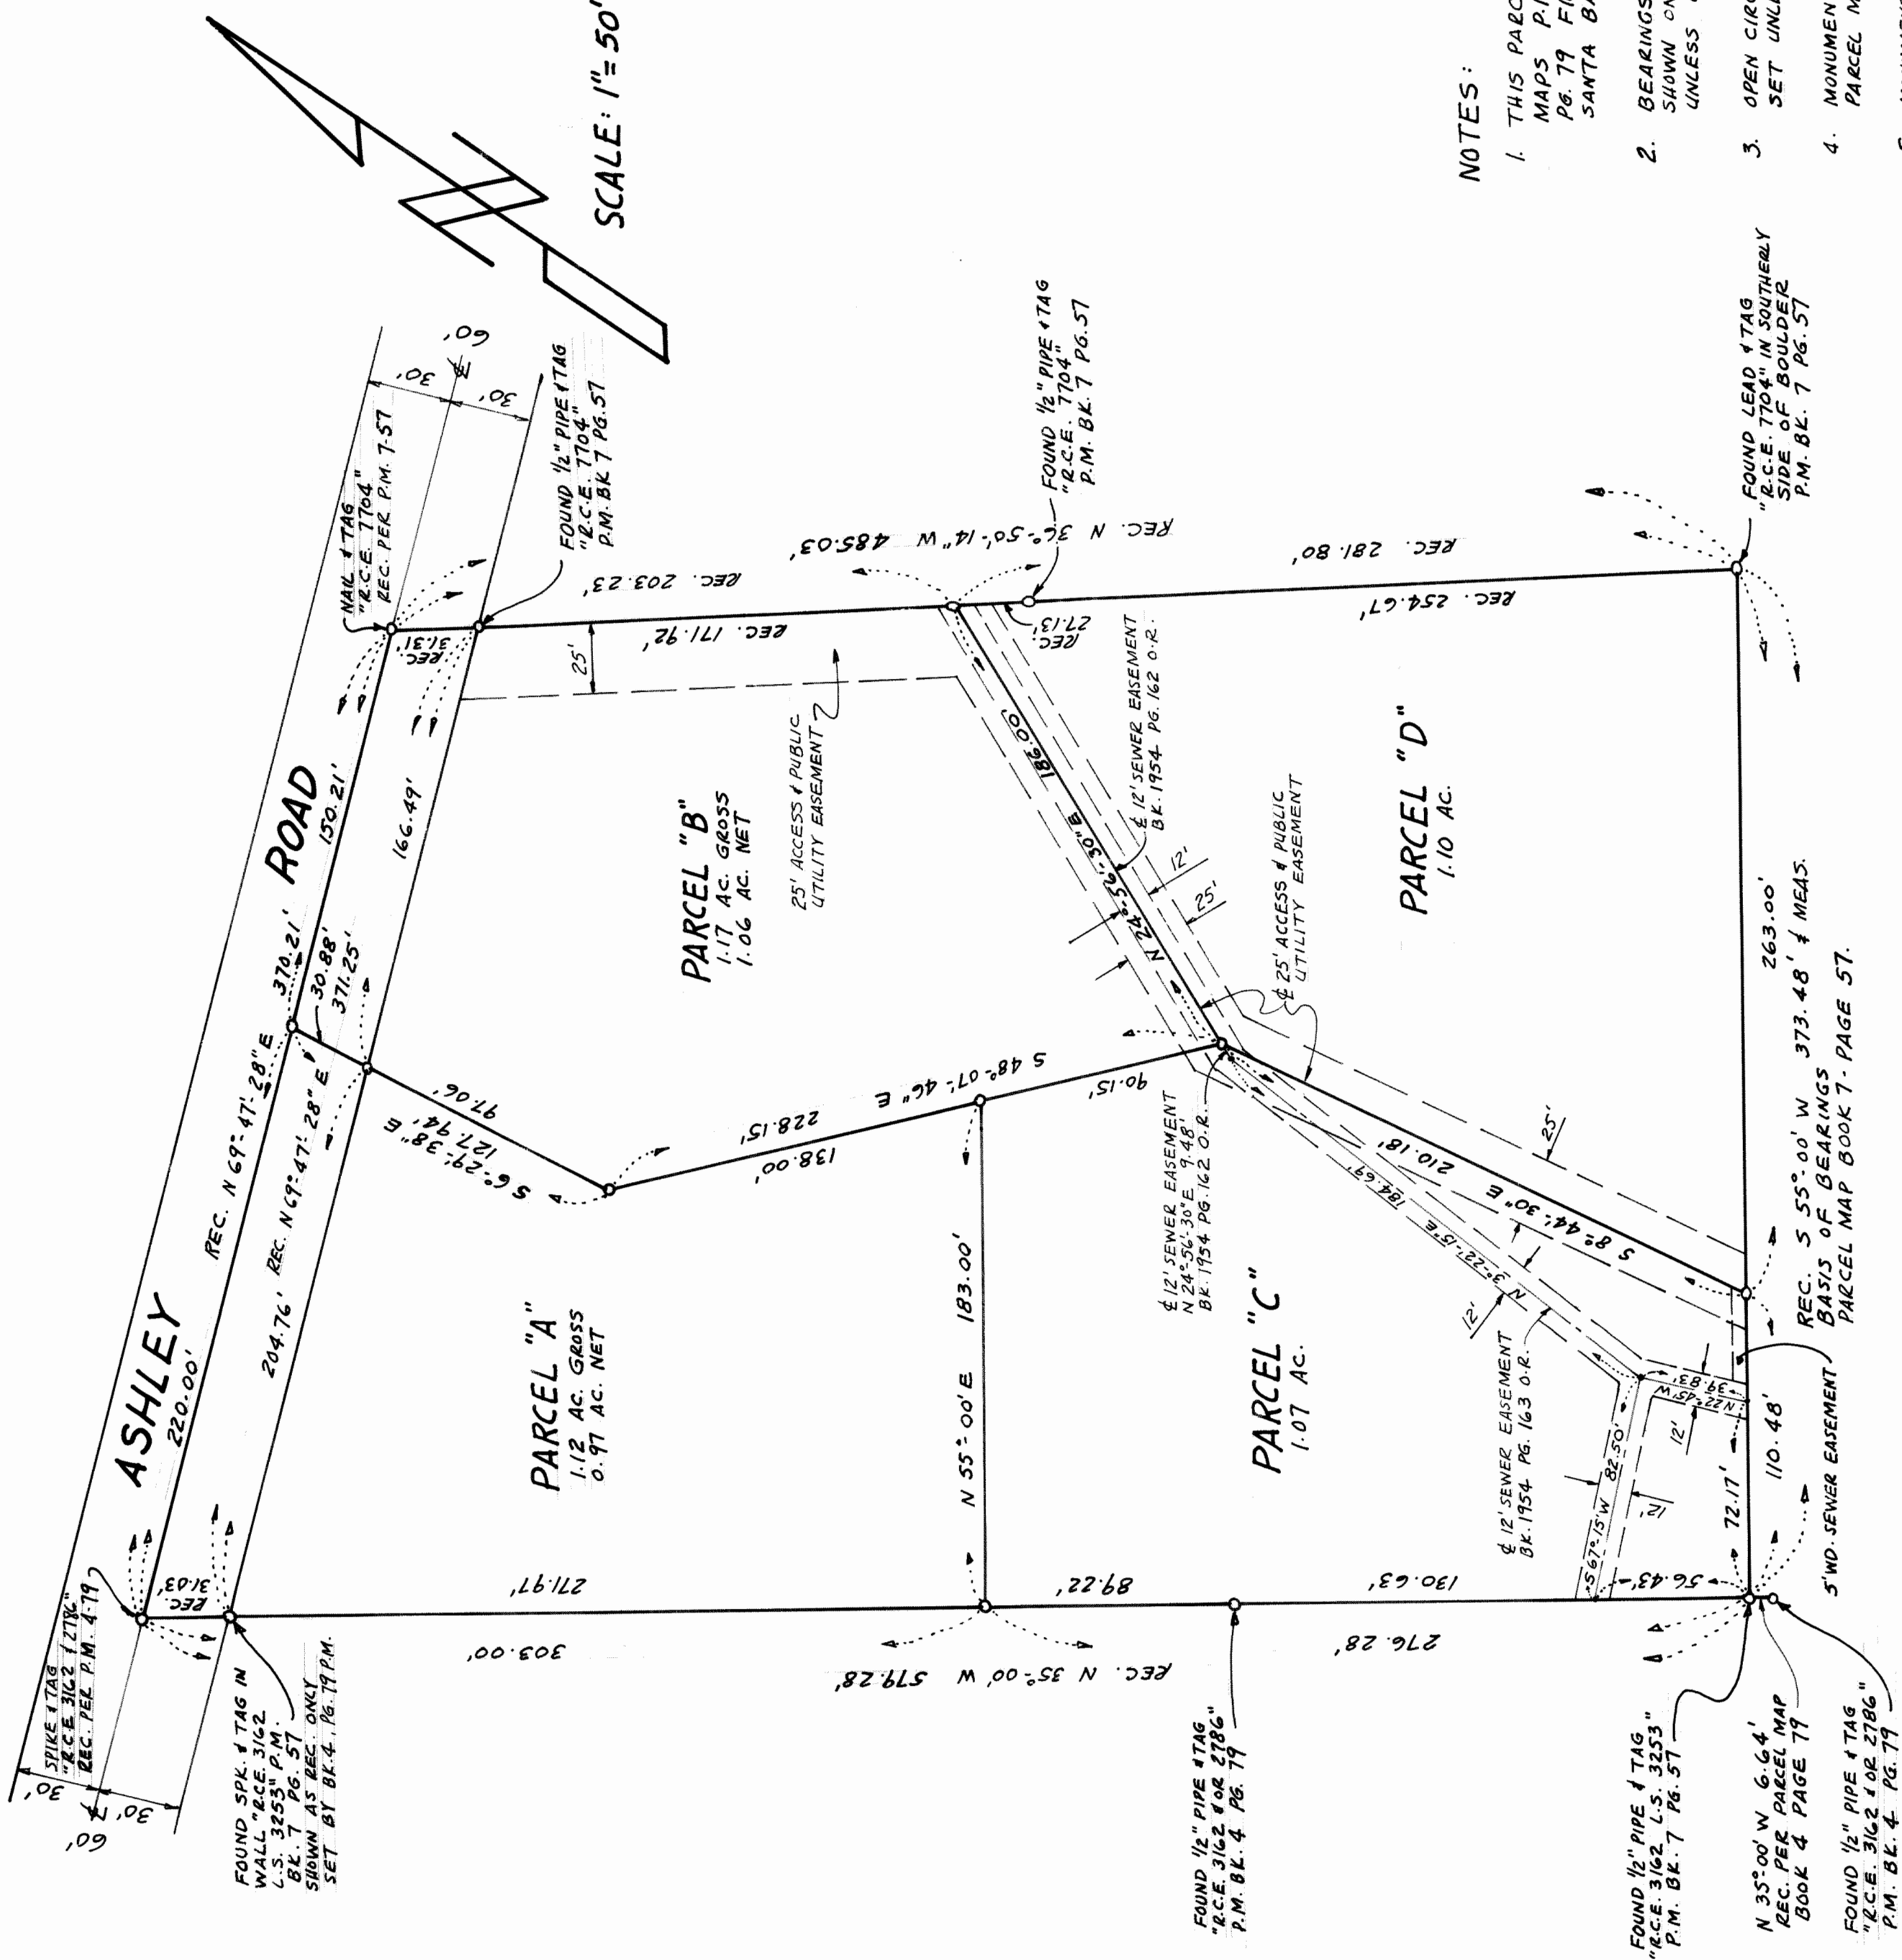 SCALE: 1"= 50'
NOTES:
1. THIS PARC
MAPS P.
PG. 79 FI
SANTA BA
2. BEARINGS
SHOWN ON
UNLESS
3. OPEN CIRC
SET UNL
4. MONUMEN
PARCEL M
ASHLEY ROAD
220.00'
REC. N 69°-47'-28" E 370.21'
150.21'
30.88'
204.76' REC. N 69°-47'-28" E 371.25'
166.49'
SPIKE & TAG
"R.C.E 3162 & 2786"
REC. PER P.M. 4-79
30'
30'
60'
REC
31.03'
FOUND SPK. & TAG IN
WALL "R.C.E. 3162
L.S. 3253" P.M.
BK. 7 PG. 57
SHOWN AS REC. ONLY
SET BY BK.4, PG.79 P.M.
NAIL & TAG
"R.C.E. 7704"
REC. PER P.M. 7-57
30'
30'
60'
REC
31.31'
FOUND 1/2" PIPE & TAG
"R.C.E. 7704"
P.M. BK 7 PG. 57
REC. 203.23'
REC. 171.92'
25'
25' ACCESS & PUBLIC
UTILITY EASEMENT
REC. N 36°-50'-14" W 485.03'
FOUND 1/2" PIPE & TAG
"R.C.E. 7704"
P.M. BK. 7 PG. 57
REC.
27.13'
REC. 281.80'
REC. 254.67'
FOUND LEAD & TAG
"R.C.E. 7704" IN SOUTHERLY
SIDE OF BOULDER
P.M. BK. 7 PG. 57
PARCEL "A"
1.12 AC. GROSS
0.97 AC. NET
PARCEL "B"
1.17 AC. GROSS
1.06 AC. NET
97.06'
S 6°-29'-38" E
127.94'
228.15'
S 48°-07'-46" E
138.00'
90.15'
N 55°-00' E 183.00'
271.97'
303.00'
REC. N 35°-00' W 579.28'
89.22'
130.63'
276.28'
56.43'
186.00'
N 24°-56'-30" E
℄ 12' SEWER EASEMENT
BK. 1954 PG. 162 O.R.
12'
25'
℄ 25' ACCESS & PUBLIC
UTILITY EASEMENT
℄ 12' SEWER EASEMENT
N 24°-56'-30" E 9.48'
BK. 1954 PG. 162 O.R.
PARCEL "C"
1.07 AC.
PARCEL "D"
1.10 AC.
210.18'
S 8°-44'-30" E
25'
184.69'
N 3°-22'-15" E
12'
℄ 12' SEWER EASEMENT
BK. 1954 PG. 163 O.R.
S 67°-15' W 82.50'
12'
N 22°-45' W
39.83'
12'
72.17'
110.48'
263.00'
REC. S 55°-00' W 373.48' & MEAS.
BASIS OF BEARINGS
PARCEL MAP BOOK 7 - PAGE 57.
5' WD. SEWER EASEMENT
FOUND 1/2" PIPE & TAG
"R.C.E. 3162 & OR 2786"
P.M. BK. 4 PG. 79
FOUND 1/2" PIPE & TAG
"R.C.E. 3162 L.S. 3253"
P.M. BK. 7 PG. 57
N 35°-00' W 6.64'
REC. PER PARCEL MAP
BOOK 4 PAGE 79
FOUND 1/2" PIPE & TAG
"R.C.E. 3162 & OR 2786"
P.M. BK. 4 PG. 79